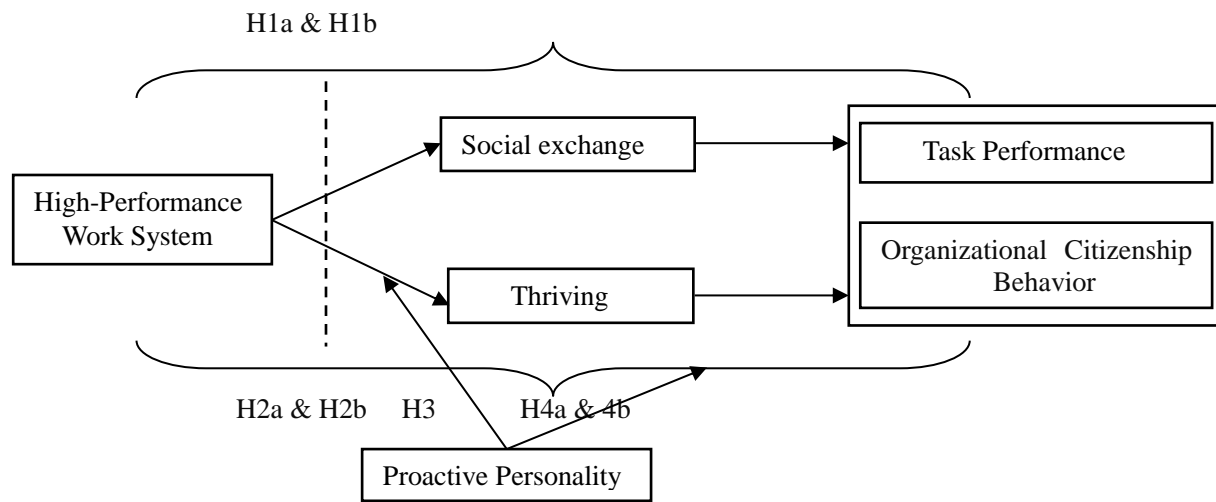 H1a & H1b
Social exchange
Task Performance
High-Performance
Work System
Organizational Citizenship
Behavior
Thriving
H2a & H2b
H3
H4a & 4b
Proactive Personality